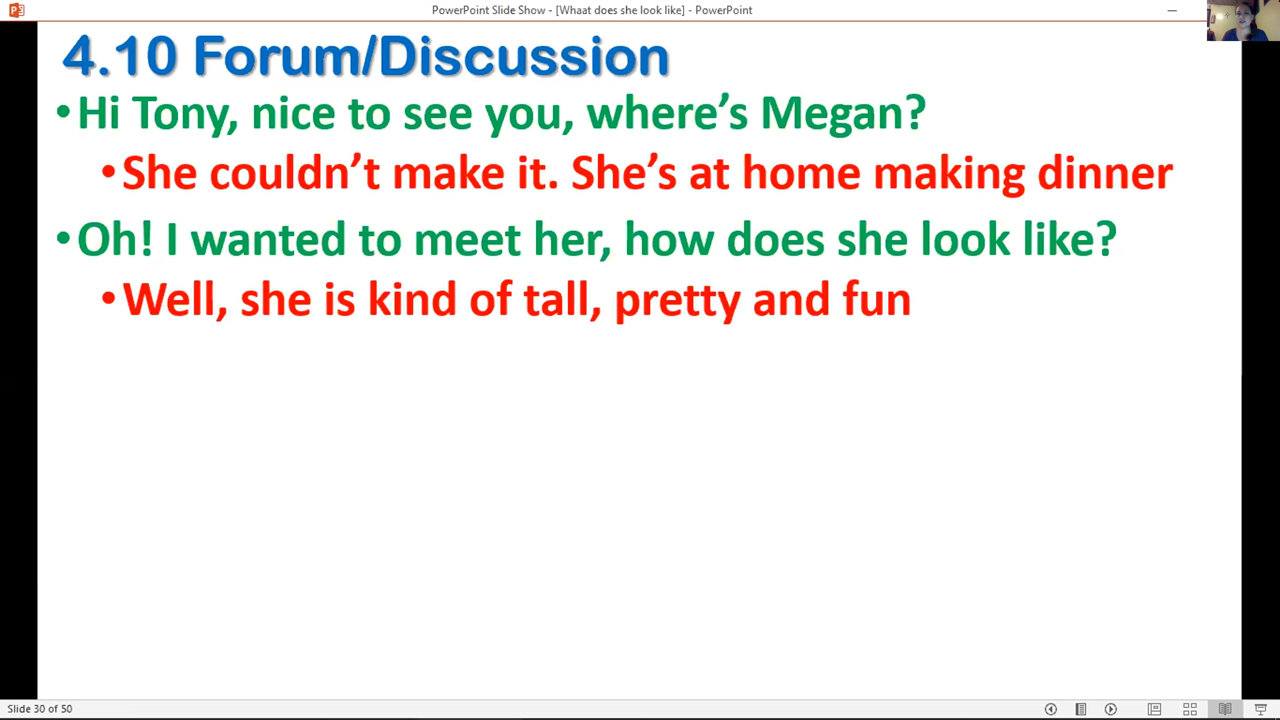 PowerPoint Slide Show - [Whaat does she look like] - PowerPoint
4.10 Forum/Discussion
•Hi Tony, nice to see you, where's Megan?
•She couldn't make it. She's at home making dinner
•Oh! I wanted to meet her, how does she look like?
•Well, she is kind of tall, pretty and fun
Slide 30 of 50